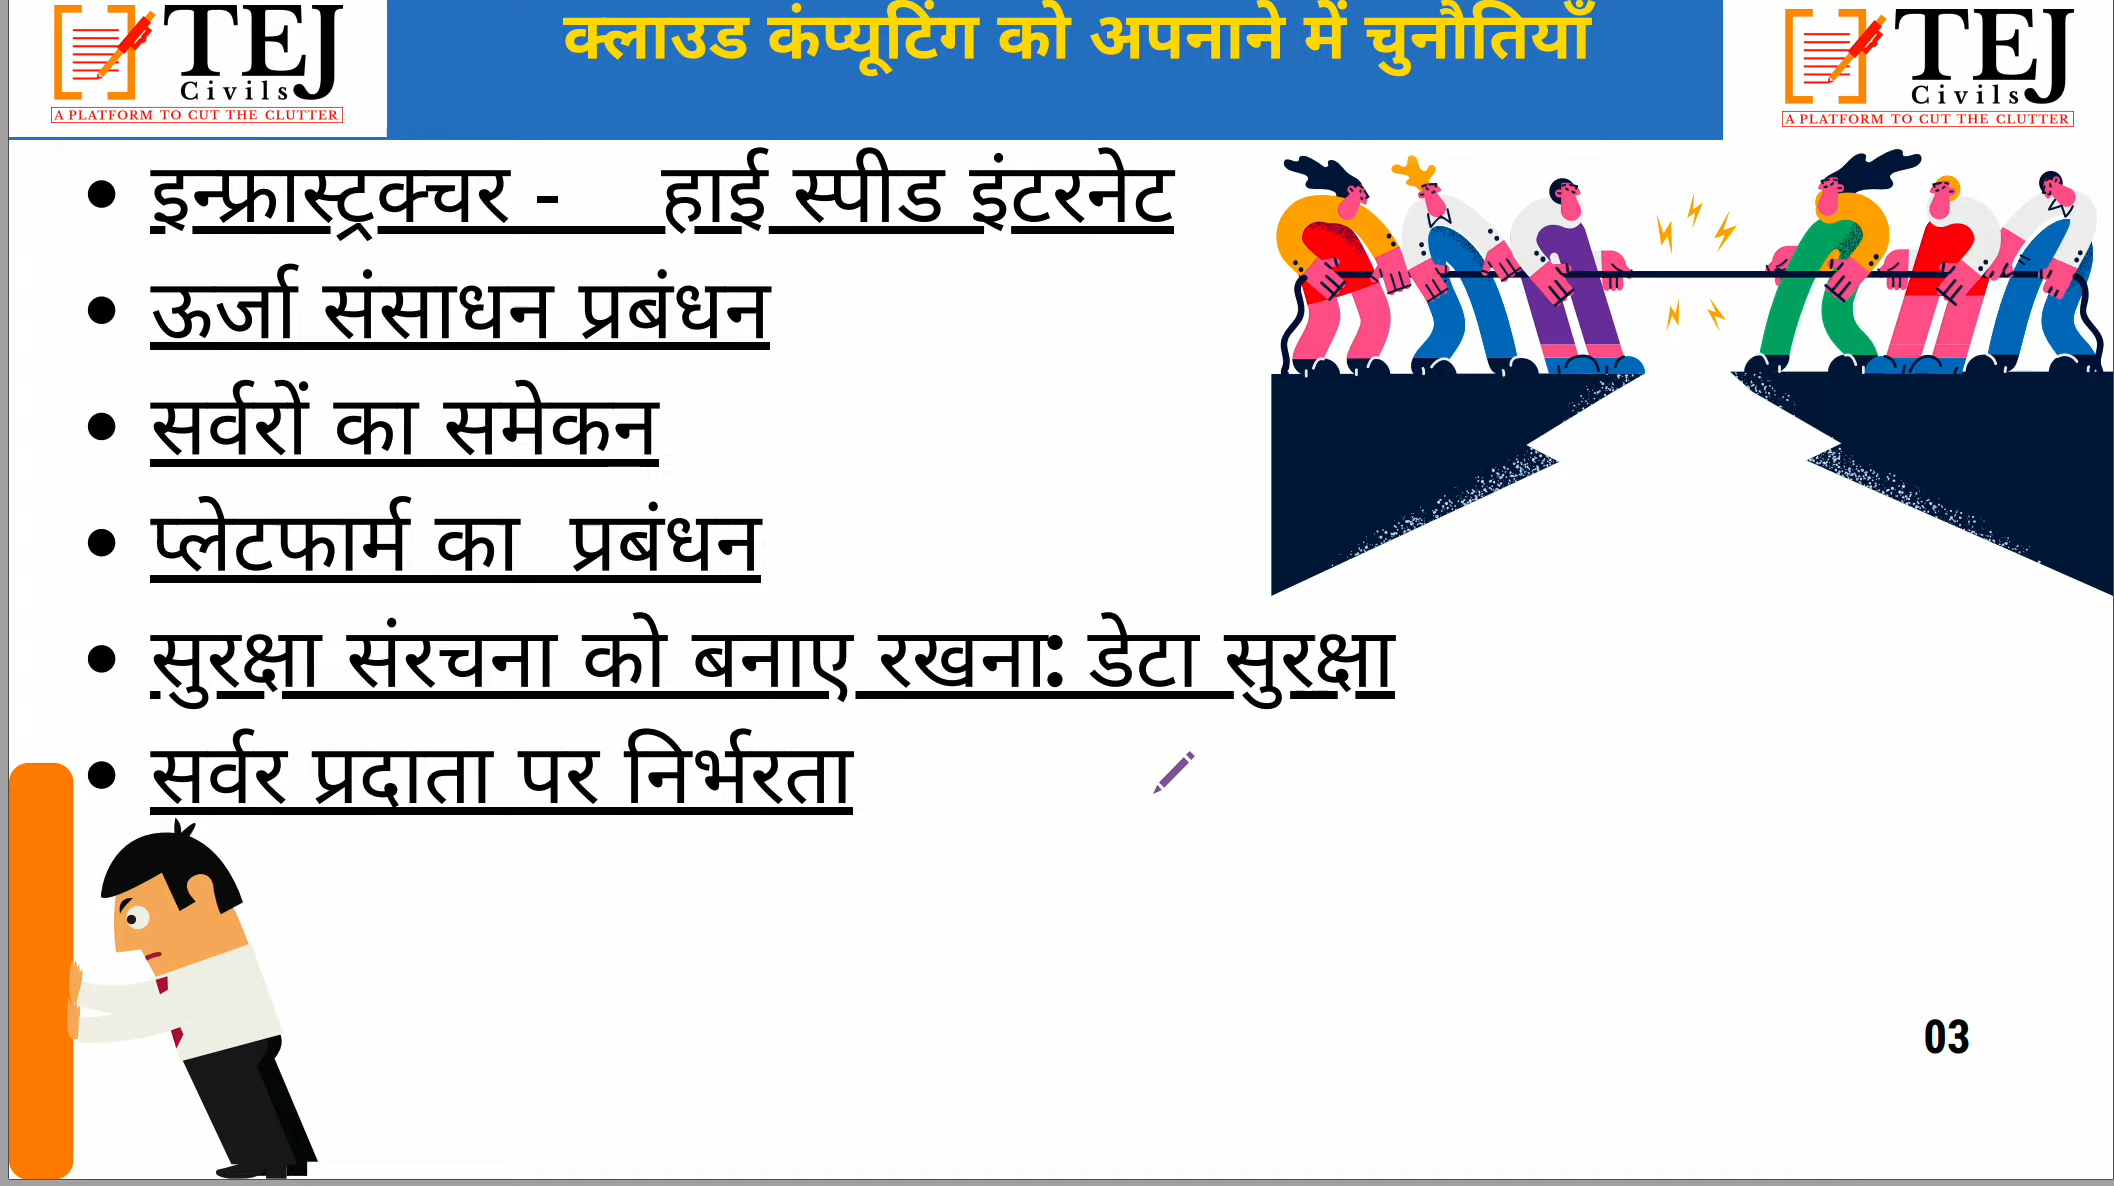 TEJ
Civils
A PLATFORM TO CUT THE CLUTTER
क्लाउड कंप्यूटिंग को अपनाने में चुनौतियाँ
TEJ
Civils
A PLATFORM TO CUT THE CLUTTER
• इन्फ्रास्ट्रक्चर - हाई स्पीड इंटरनेट
• ऊर्जा संसाधन प्रबंधन
• सर्वरों का समेकन
• प्लेटफार्म का प्रबंधन
• सुरक्षा संरचना को बनाए रखना: डेटा सुरक्षा
• सर्वर प्रदाता पर निर्भरता
03